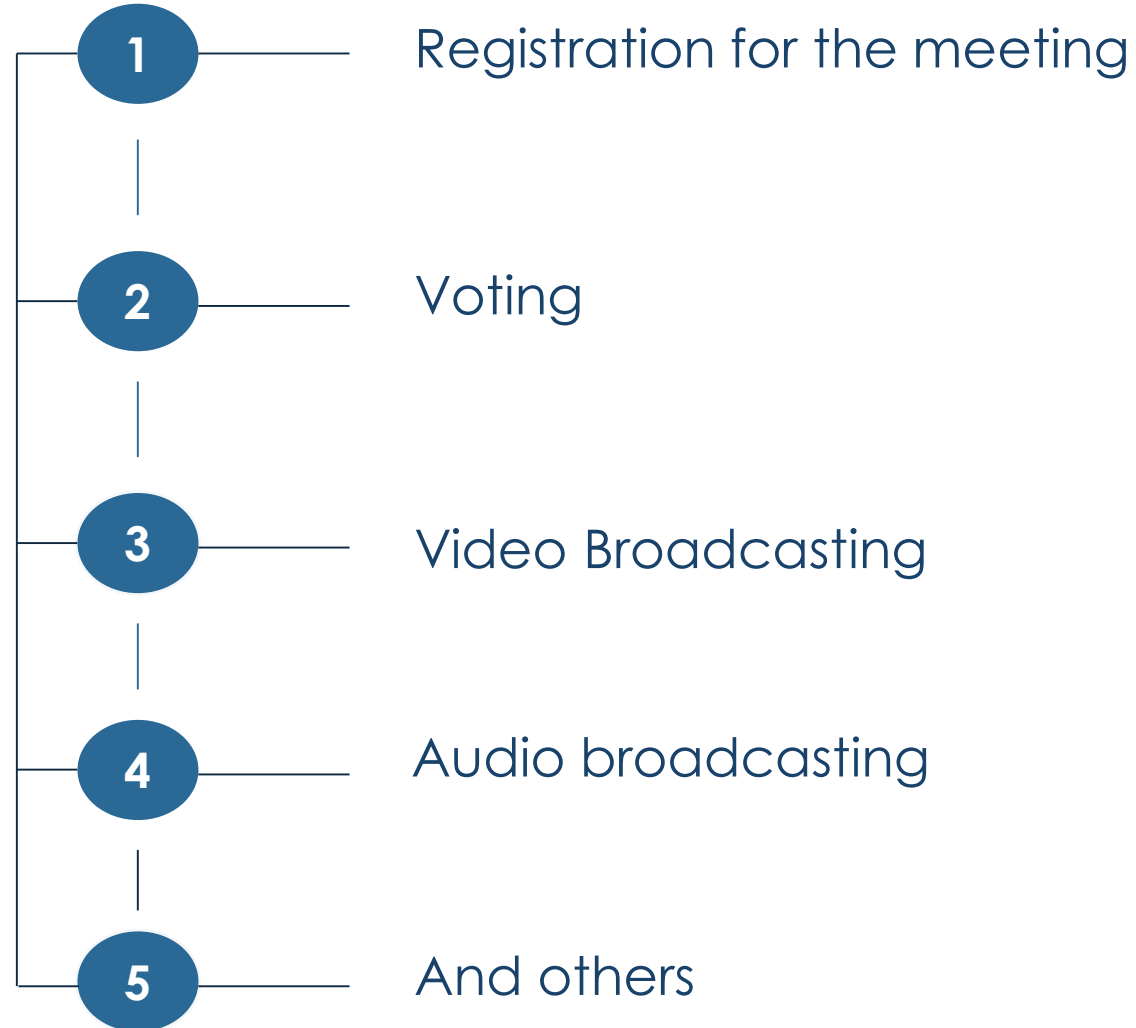 1 Registration for the meeting
2 Voting
3 Video Broadcasting
4 Audio broadcasting
5 And others